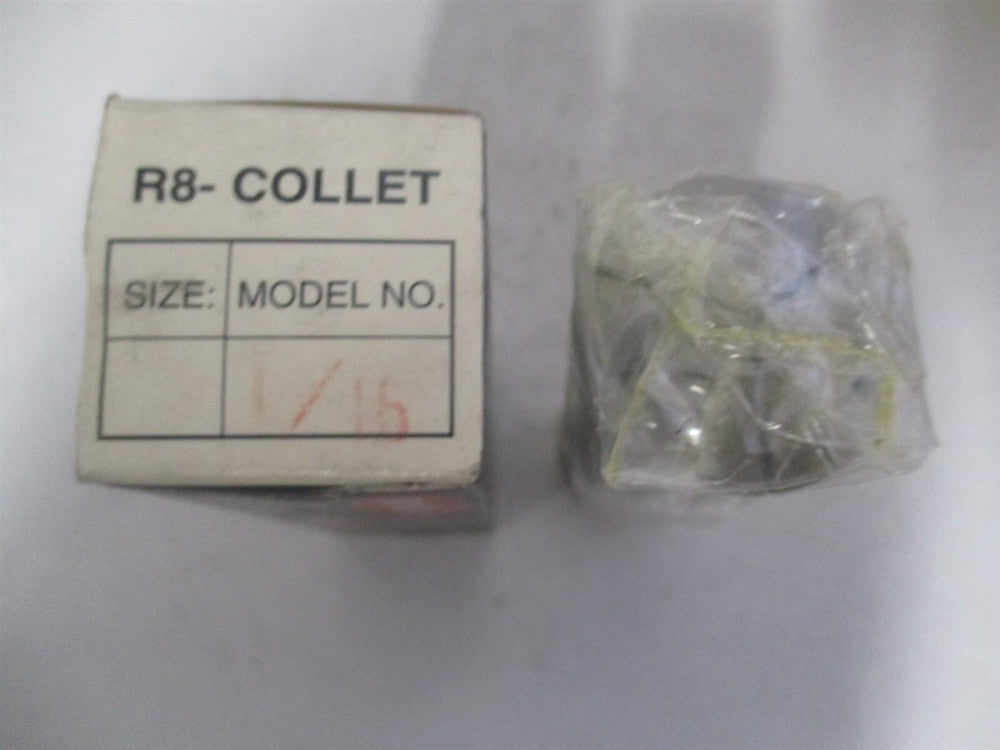 R8- COLLET
SIZE: MODEL NO.
1/16